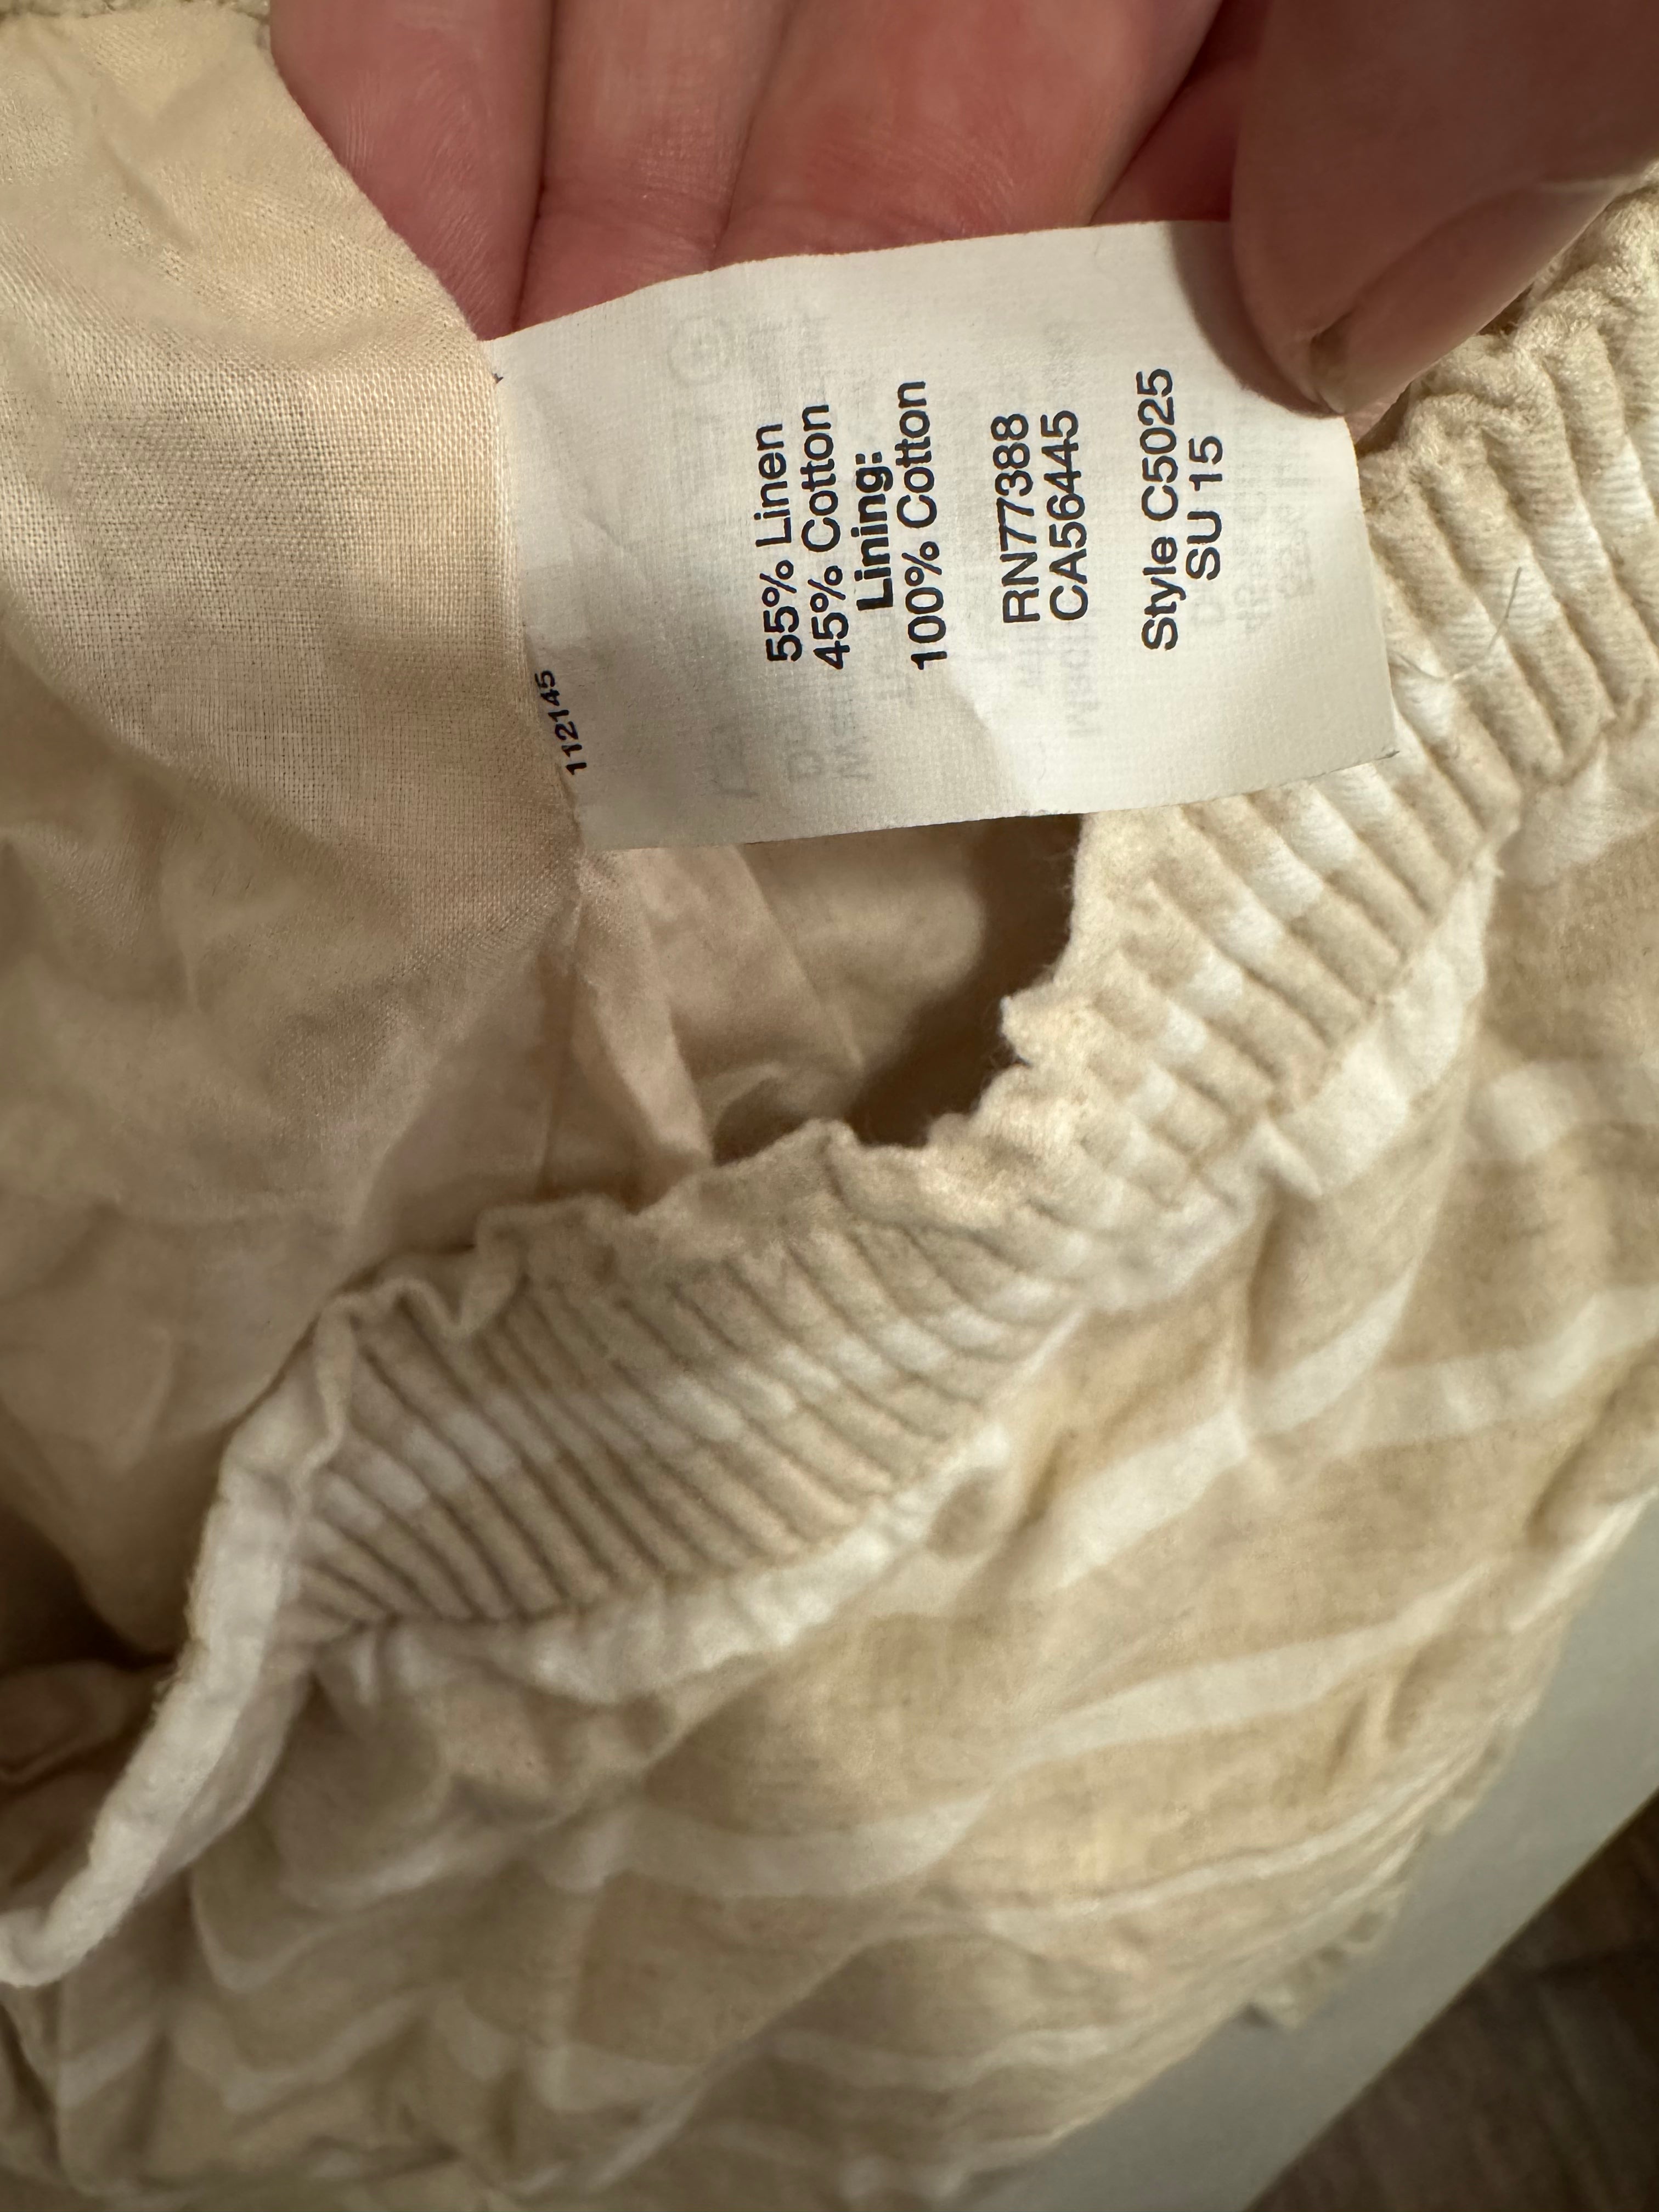 112145
55% Linen
45% Cotton
Lining:
100% Cotton
RN77388
CA56445
Style C5025
SU 15